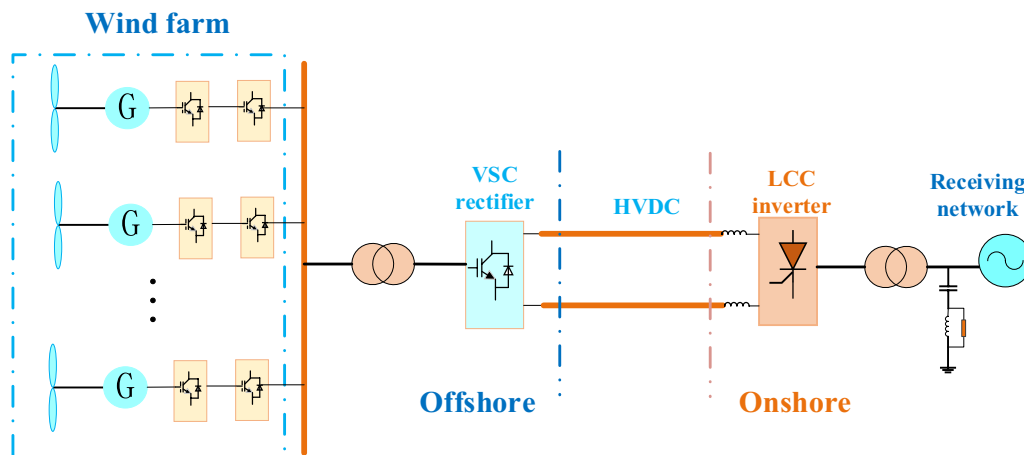 Wind farm
G
G
G
VSC
rectifier
HVDC
LCC
inverter
Receiving
network
Offshore
Onshore